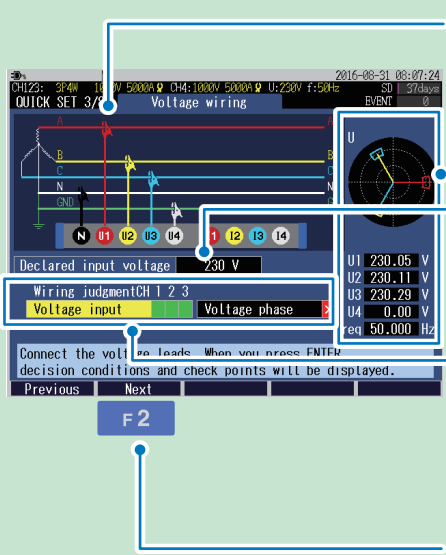 2016-08-31 08:07:24
CH123: 3P4W 5000A CH4:1000V 5000A U:230V f:50Hz SD 37days
QUICK SET Voltage wiring EVENT 0
A
B
C
N
GND
A
B
C
N
U
N U1 U2 U3 U4 I2 I3 I4
Declared input voltage 230 V
Wiring judgmentCH 1 2 3
Voltage input Voltage phase
U1 230.05 V
U2 230.11 V
U3 230.29 V
U4 0.00 V
50.000 Hz
Connect the voltage leads. When you press ENTER
decision conditions and check points will be displayed.
Previous Next
F2